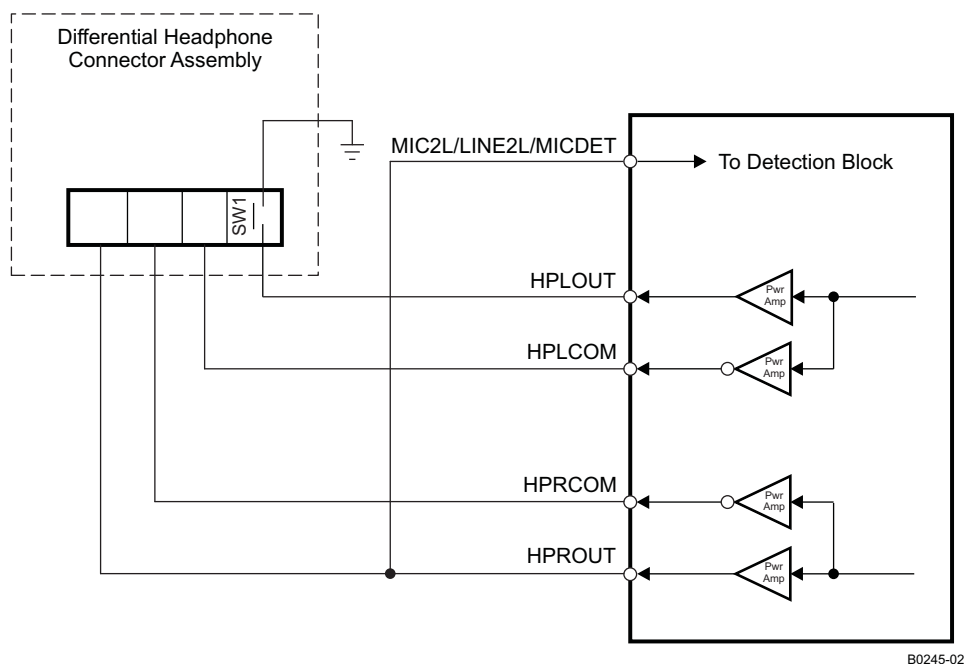 Differential Headphone
Connector Assembly
MIC2L/LINE2L/MICDET
To Detection Block
SW1
HPLOUT
Pwr
Amp
HPLCOM
Pwr
Amp
HPRCOM
Pwr
Amp
HPROUT
Pwr
Amp
B0245-02